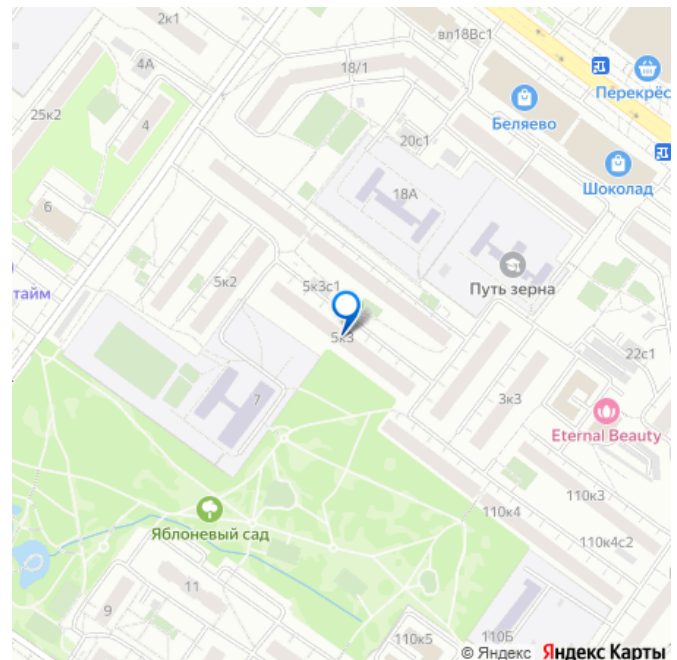 2к1
вл18Вс1
4А
18/1
Перекрёс
25к2
4
Беляево
20с1
Шоколад
18А
6
5к2
5к3с1
Путь зерна
тайм
5к3
22с1
7
3к3
Eternal Beauty
110к3
110к4
Яблоневый сад
110к4с2
11
9
110к5
110Б
© Яндекс Яндекс Карты